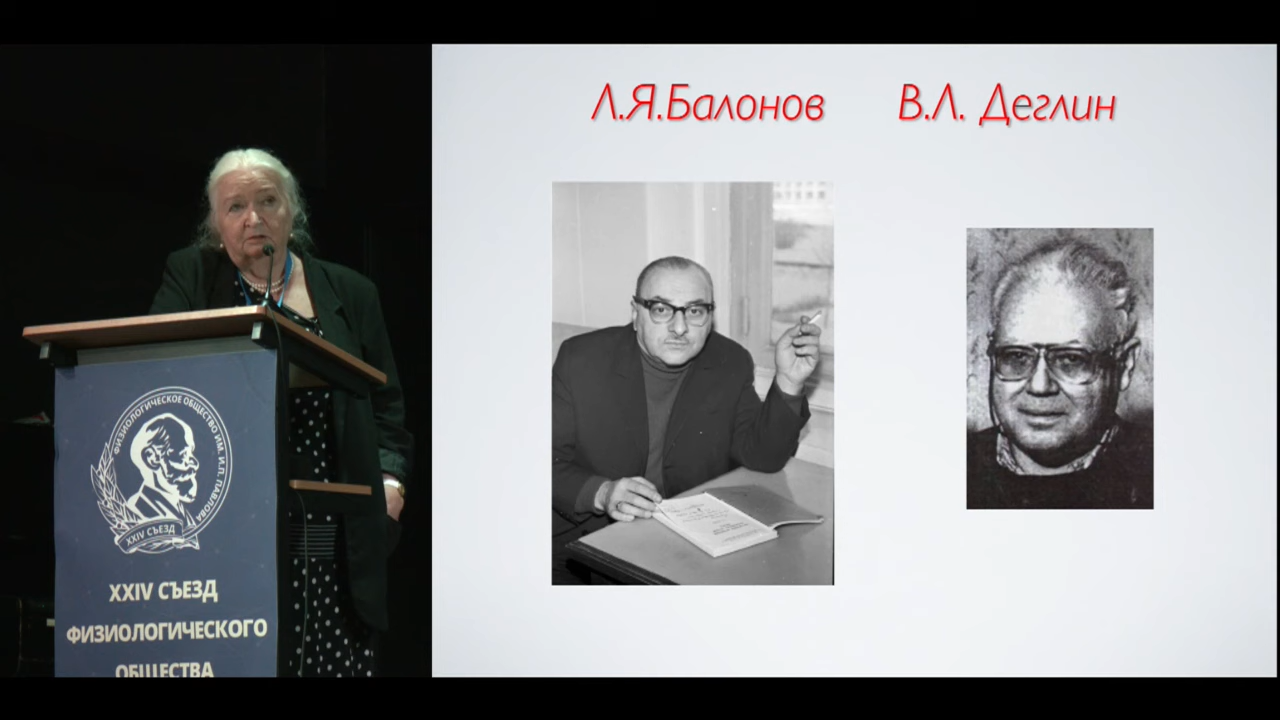 Л.Я.Балонов
В.Л. Деглин
ФИЗИОЛОГИЧЕСКОЕ ОБЩЕСТВО ИМ. И.П. ПАВЛОВА
XXIV СЪЕЗД
XXIV СЪЕЗД
ФИЗИОЛОГИЧЕСКОГО
ОБЩЕСТВА